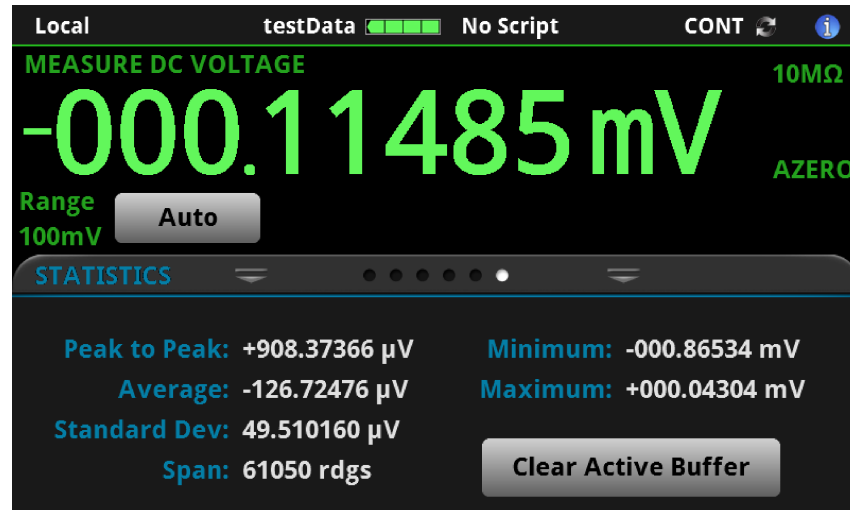 Local testData No Script CONT
MEASURE DC VOLTAGE
10MΩ
-000.11485 mV
AZERO
Range
100mV
Auto
STATISTICS
Peak to Peak: +908.37366 µV
Minimum: -000.86534 mV
Average: -126.72476 µV
Maximum: +000.04304 mV
Standard Dev: 49.510160 µV
Span: 61050 rdgs
Clear Active Buffer